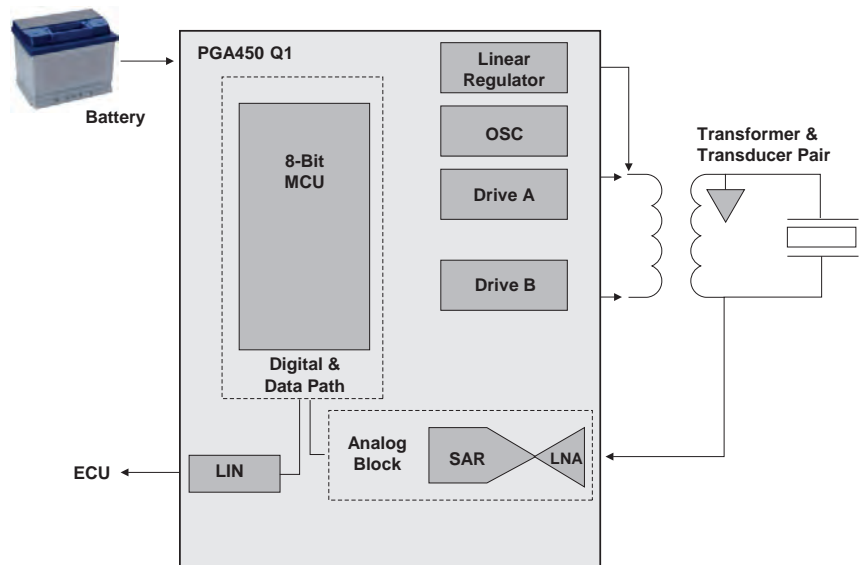 PGA450 Q1
Battery
8-Bit
MCU
Digital &
Data Path
Linear
Regulator
OSC
Drive A
Drive B
Transformer &
Transducer Pair
Analog
Block
SAR
LNA
LIN
ECU